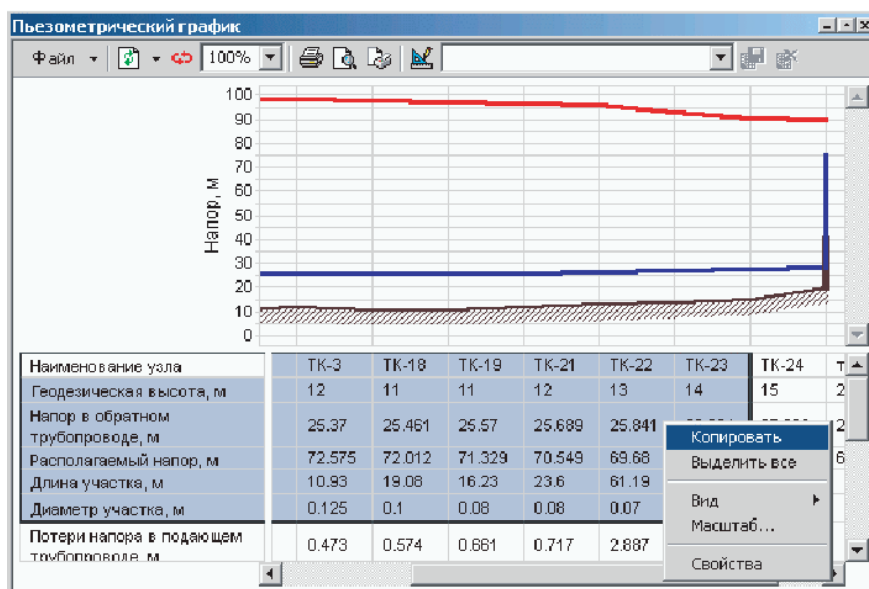 Пьезометрический график
Файл 100%
100
90
80
70
60
50
40
30
20
10
0
Напор, м
Наименование узла ТК-3 ТК-18 ТК-19 ТК-21 ТК-22 ТК-23 ТК-24
Геодезическая высота, м 12 11 11 12 13 14 15 2
Напор в обратном
трубопроводе, м 25.37 25.461 25.57 25.689 25.841
Располагаемый напор, м 72.575 72.012 71.329 70.549 69.68 6
Длина участка, м 10.93 19.08 16.23 23.6 61.19
Диаметр участка, м 0.125 0.1 0.08 0.08 0.07
Потери напора в подающем
трубопроводе, м 0.473 0.574 0.661 0.717 2.887
Копировать
Выделить все
Вид
Масштаб...
Свойства